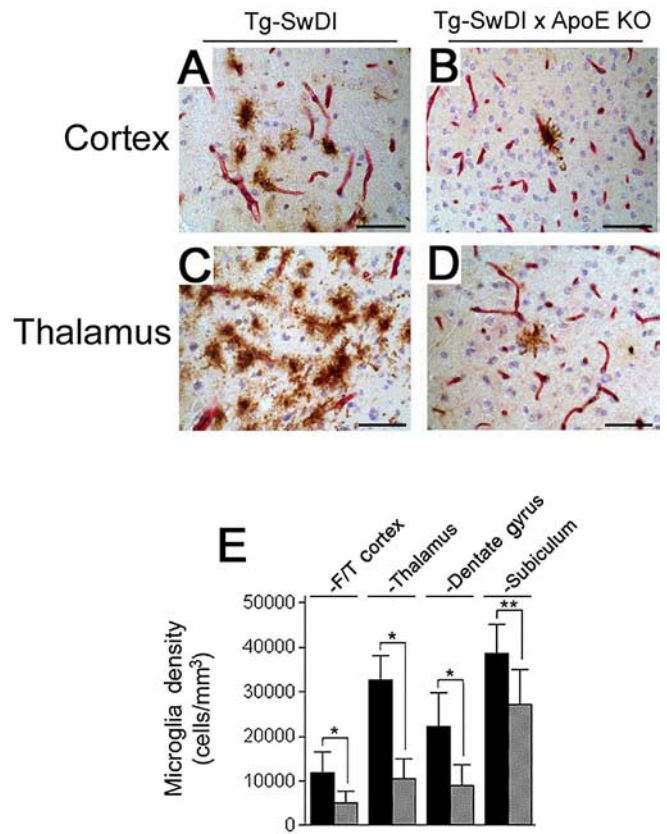 Tg-SwDI Tg-SwDI x ApoE KO
A B
Cortex
C D
Thalamus
E
-F/T cortex -Thalamus -Dentate gyrus -Subiculum
Microglia density
(cells/mm³)
50000
40000
30000
20000
10000
0
* * * **